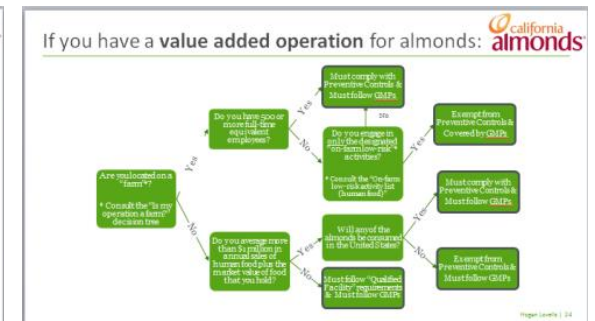 If you have a value added operation for almonds:
california
almonds
Must comply with
Preventive Controls &
Must follow GMPs
Yes
No
Do you have 500 or
more full-time
equivalent
employees?
Yes
No
Do you engage in
only the designated
"on-farm low-risk"*
activities?
* Consult the "On-farm
low-risk activity list
(human food)"
Yes
Exempt from
Preventive Controls &
Covered by GMPs
Are you located on a
"farm"*?
* Consult the "Is my
operation a farm?"
decision tree
No
Do you average more
than $1 million in
annual sales of
human food plus the
market value of food
that you hold?
Yes
No
Will any of the
almonds be consumed
in the United States?
Yes
No
Must comply with
Preventive Controls &
Must follow GMPs
Exempt from
Preventive Controls &
Must follow GMPs
Must follow "Qualified
Facility" requirements
& Must follow GMPs
Hogan Lovells |